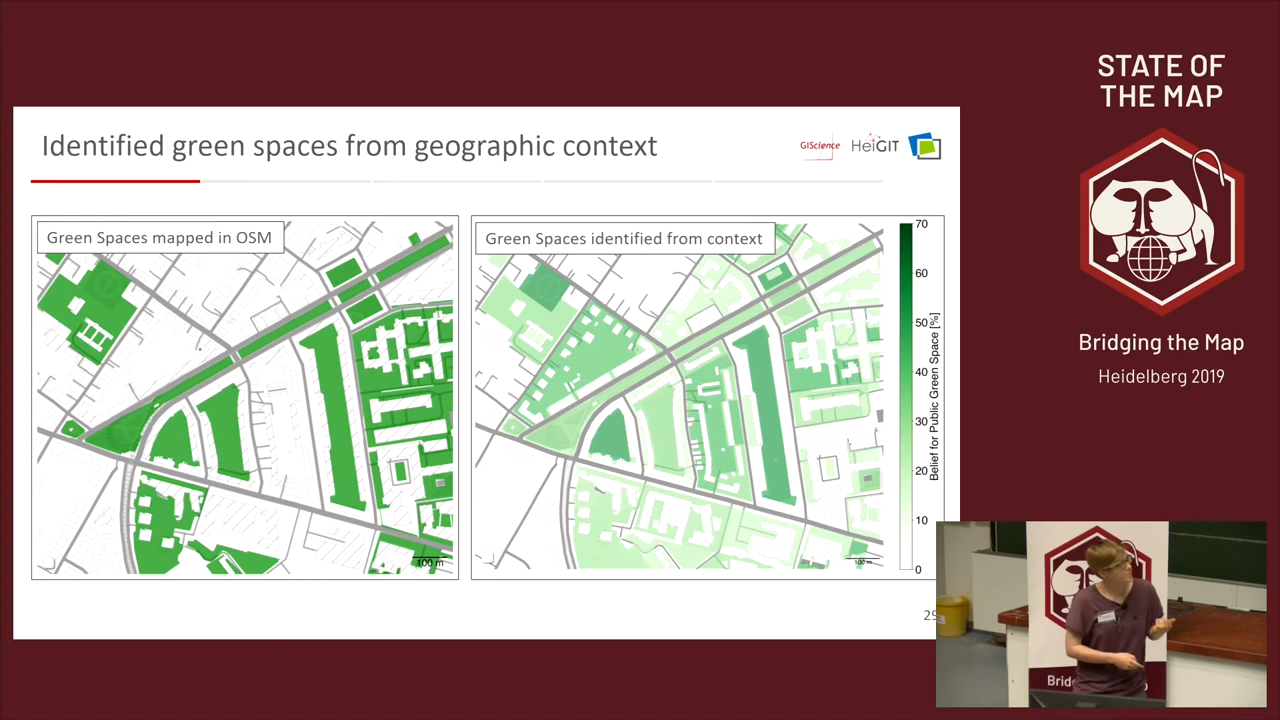 STATE OF
THE MAP
Identified green spaces from geographic context
GIScience
HeiGIT
Green Spaces mapped in OSM
Green Spaces identified from context
70
60
50
40
30
20
10
0
Belief for Public Green Space [%]
100 m
100 m
Bridging the Map
Heidelberg 2019